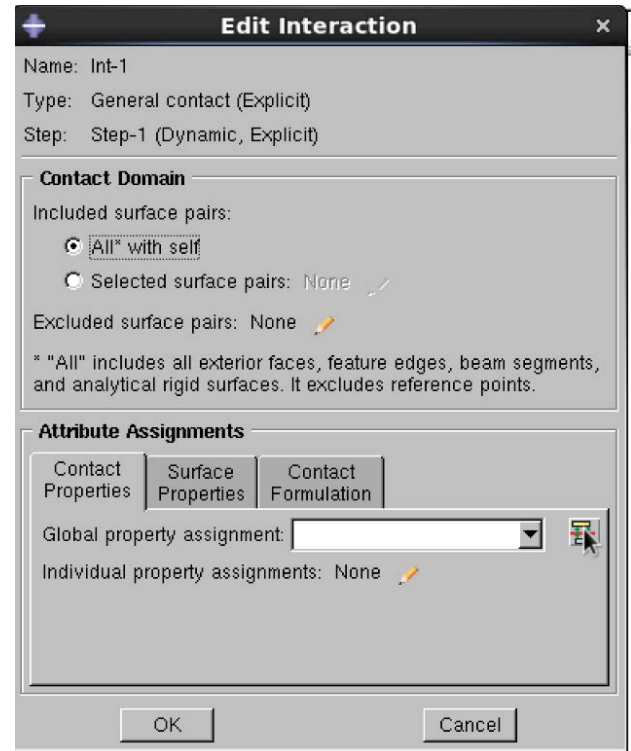 Edit Interaction
Name: Int-1
Type: General contact (Explicit)
Step: Step-1 (Dynamic, Explicit)
Contact Domain
Included surface pairs:
All* with self
Selected surface pairs: None
Excluded surface pairs: None
* "All" includes all exterior faces, feature edges, beam segments,
and analytical rigid surfaces. It excludes reference points.
Attribute Assignments
Contact Properties
Surface Properties
Contact Formulation
Global property assignment:
Individual property assignments: None
OK
Cancel